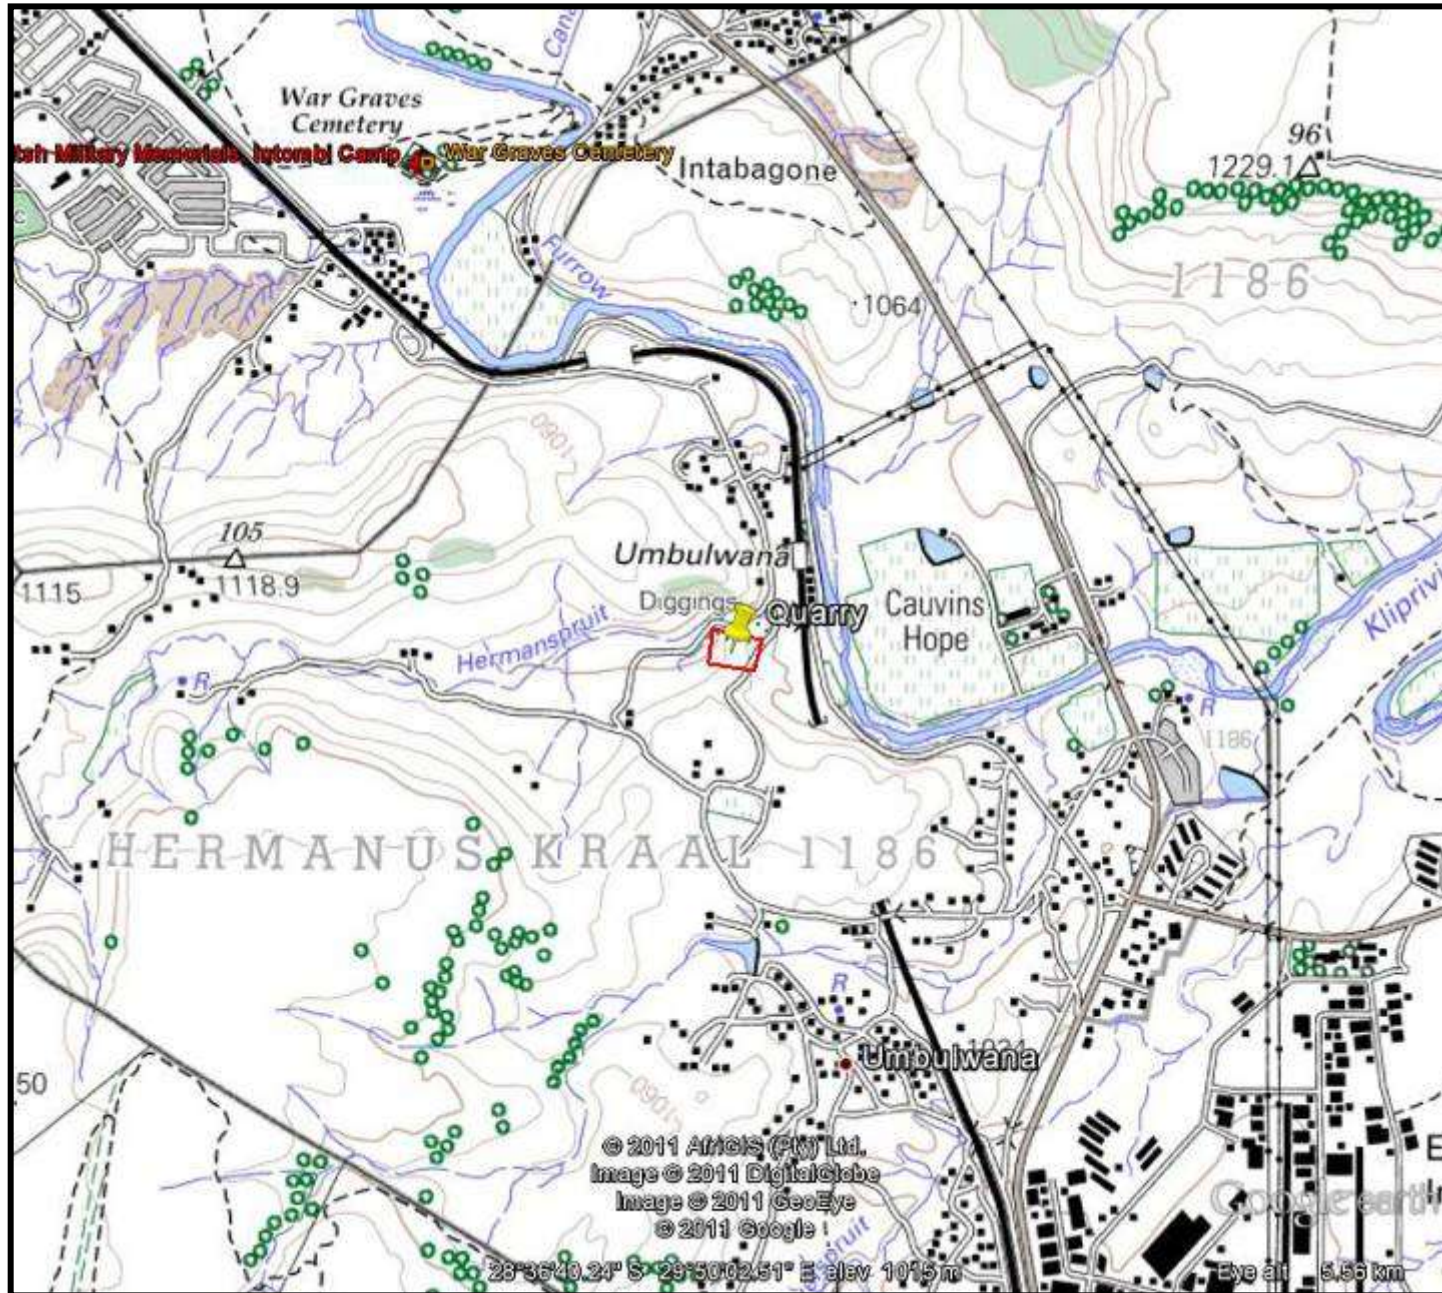 War Graves
Cemetery
tsh Military Memorials, Intombi Camp
War Graves Cemetery
Intabagone
96
1229.1
Furrow
1186
1064
1060
105
1118.9
1115
Umbulwana
Diggings
Quarry
Hermanspruit
Cauvins
Hope
Kliprivi
R
R
1186
HERMANUS KRAAL 1186
R
Umbulwana
50
1060
© 2011 AfriGIS (Pty) Ltd.
Image © 2011 DigitalGlobe
Image © 2011 GeoEye
© 2011 Google
Google earth
28°36'40.24" S 29°50'02.51" E elev 1015 m
Eye alt 5.56 km